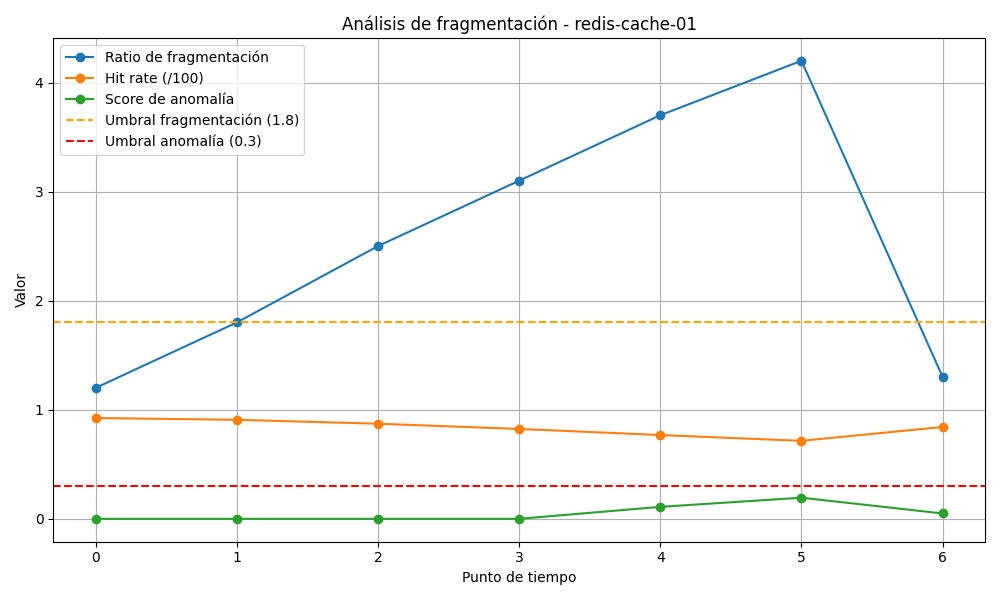 Análisis de fragmentación - redis-cache-01
Ratio de fragmentación
Hit rate (/100)
Score de anomalía
Umbral fragmentación (1.8)
Umbral anomalía (0.3)
Valor
4
3
2
1
0
0 1 2 3 4 5 6
Punto de tiempo